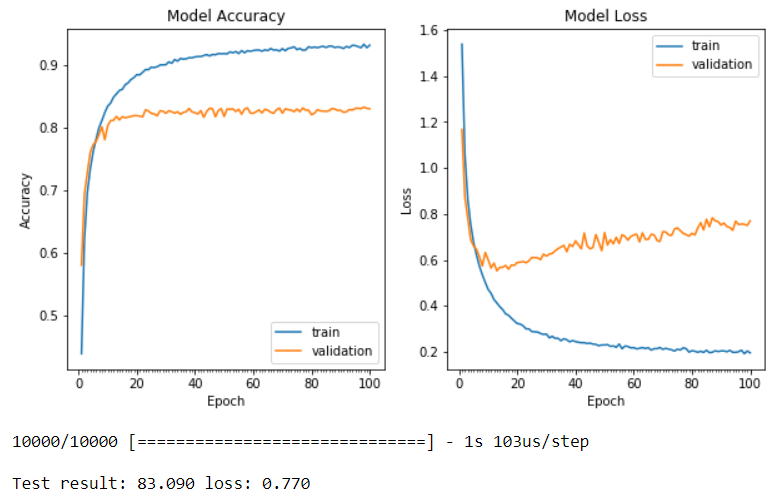 Model Accuracy
Accuracy
0.9
0.8
0.7
0.6
0.5
train
validation
0 20 40 60 80 100
Epoch
Model Loss
Loss
1.6
1.4
1.2
1.0
0.8
0.6
0.4
0.2
train
validation
0 20 40 60 80 100
Epoch
10000/10000 [==============================] - 1s 103us/step
Test result: 83.090 loss: 0.770